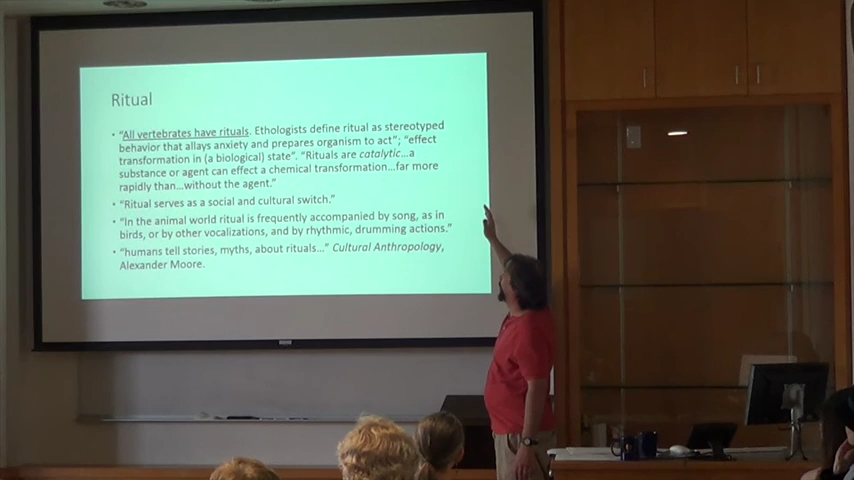 Ritual
• “All vertebrates have rituals. Ethologists define ritual as stereotyped
behavior that allays anxiety and prepares organism to act”; “effect
transformation in (a biological) state”. “Rituals are catalytic…a
substance or agent can effect a chemical transformation…far more
rapidly than…without the agent.”
• “Ritual serves as a social and cultural switch.”
• “In the animal world ritual is frequently accompanied by song, as in
birds, or by other vocalizations, and by rhythmic, drumming actions.”
• “humans tell stories, myths, about rituals…” Cultural Anthropology,
Alexander Moore.